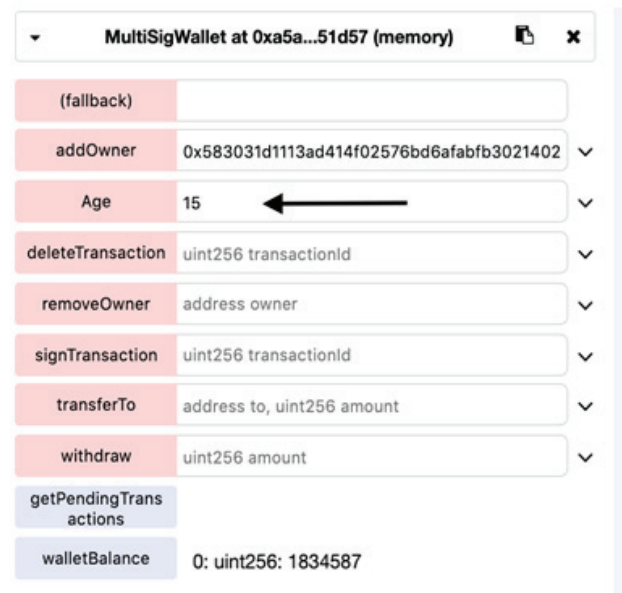 MultiSigWallet at 0xa5a...51d57 (memory)
(fallback)
addOwner 0x583031d1113ad414f02576bd6afabfb3021402
Age 15
deleteTransaction uint256 transactionId
removeOwner address owner
signTransaction uint256 transactionId
transferTo address to, uint256 amount
withdraw uint256 amount
getPendingTrans
actions
walletBalance 0: uint256: 1834587